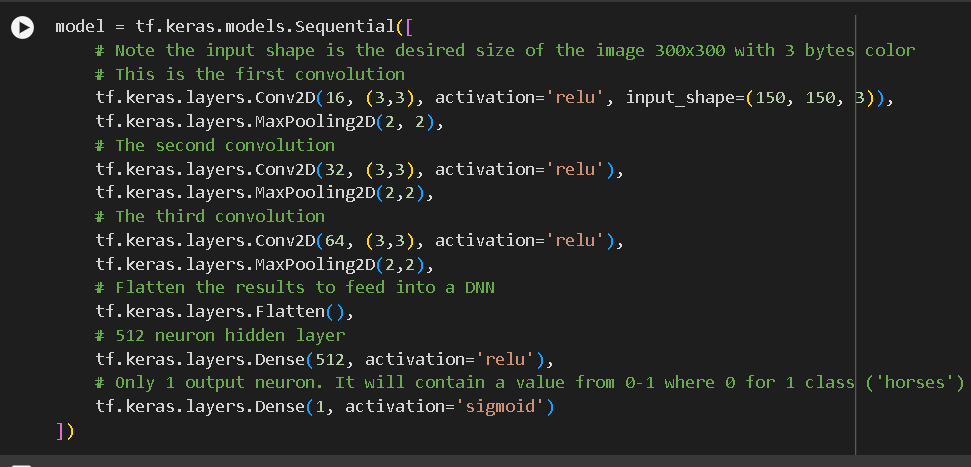 model = tf.keras.models.Sequential([
    # Note the input shape is the desired size of the image 300x300 with 3 bytes color
    # This is the first convolution
    tf.keras.layers.Conv2D(16, (3,3), activation='relu', input_shape=(150, 150, 3)),
    tf.keras.layers.MaxPooling2D(2, 2),
    # The second convolution
    tf.keras.layers.Conv2D(32, (3,3), activation='relu'),
    tf.keras.layers.MaxPooling2D(2,2),
    # The third convolution
    tf.keras.layers.Conv2D(64, (3,3), activation='relu'),
    tf.keras.layers.MaxPooling2D(2,2),
    # Flatten the results to feed into a DNN
    tf.keras.layers.Flatten(),
    # 512 neuron hidden layer
    tf.keras.layers.Dense(512, activation='relu'),
    # Only 1 output neuron. It will contain a value from 0-1 where 0 for 1 class ('horses')
    tf.keras.layers.Dense(1, activation='sigmoid')
])